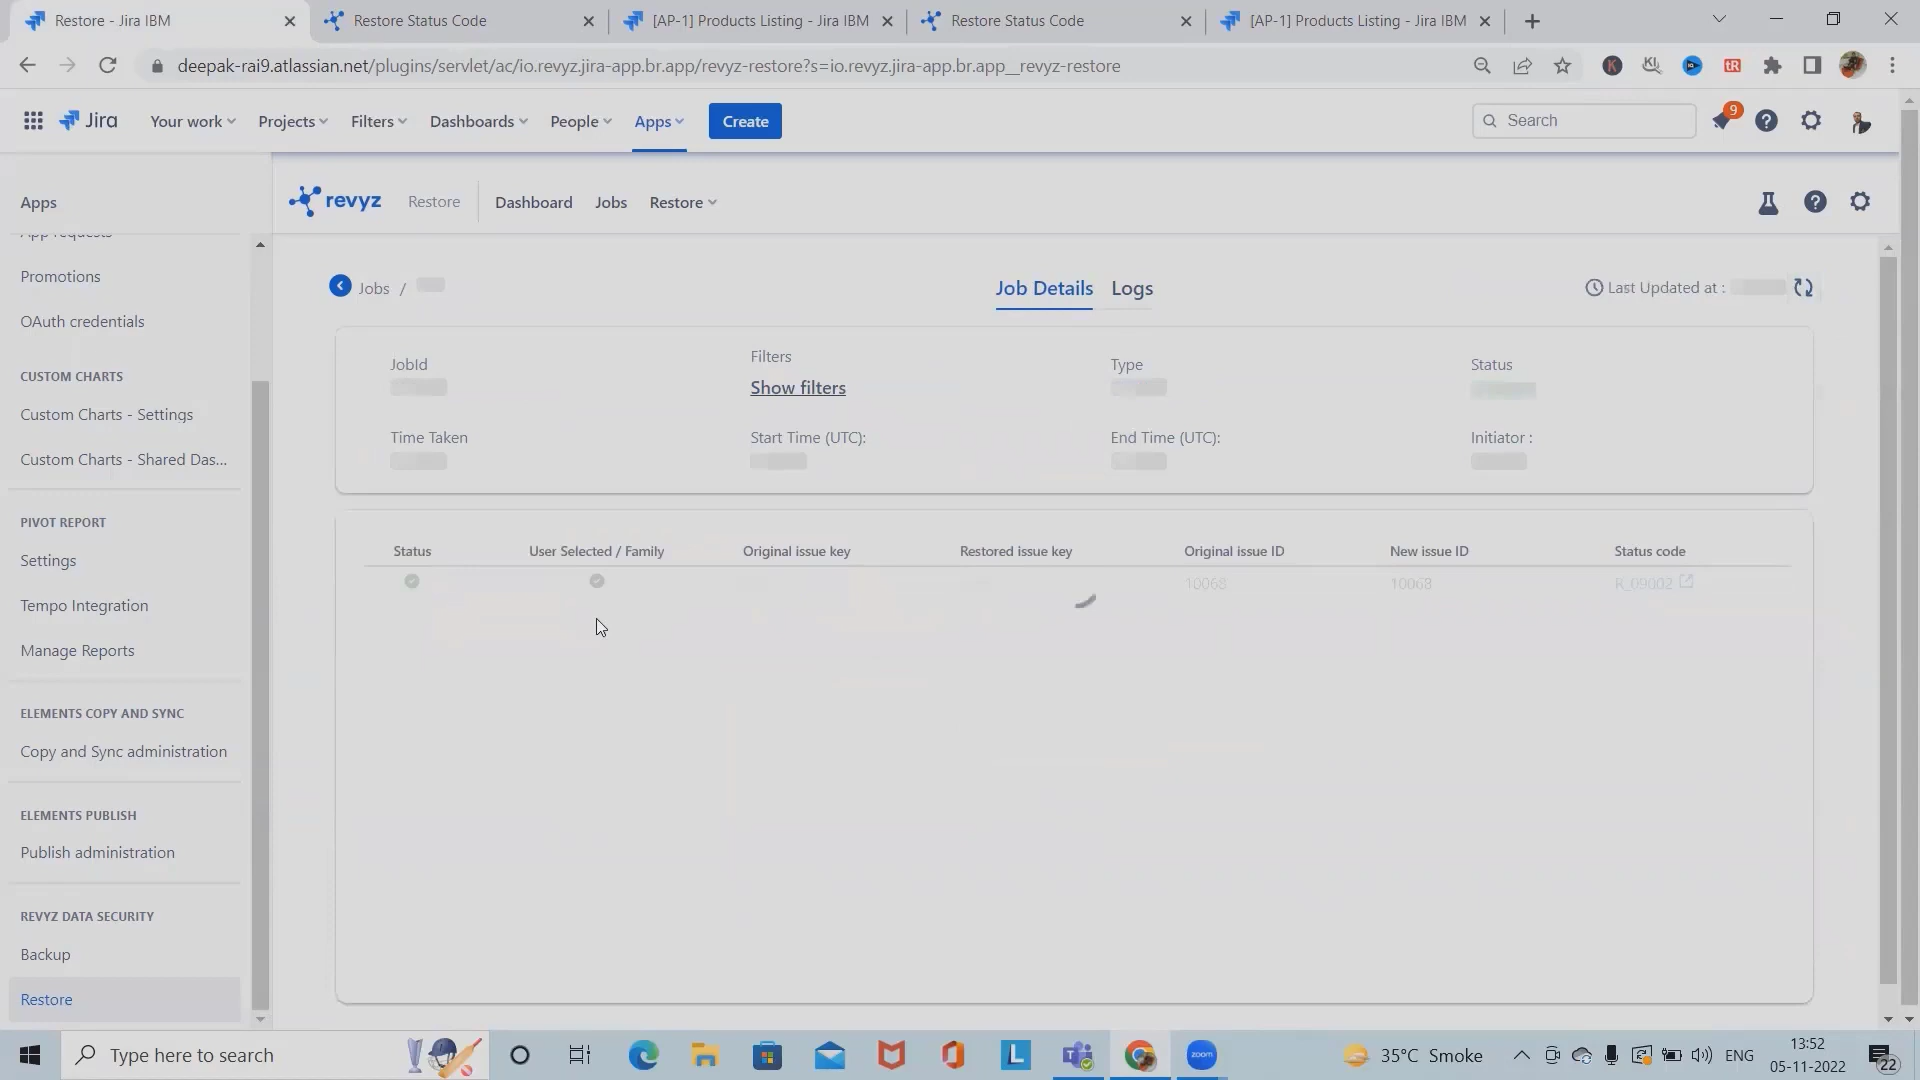 Restore - Jira IBM
Restore Status Code
[AP-1] Products Listing - Jira IBM
Restore Status Code
[AP-1] Products Listing - Jira IBM
deepak-rai9.atlassian.net/plugins/servlet/ac/io.revyz.jira-app.br.app/revyz-restore?s=io.revyz.jira-app.br.app__revyz-restore
Jira
Your work
Projects
Filters
Dashboards
People
Apps
Create
Search
9
Apps
App requests
Promotions
OAuth credentials
CUSTOM CHARTS
Custom Charts - Settings
Custom Charts - Shared Das...
PIVOT REPORT
Settings
Tempo Integration
Manage Reports
ELEMENTS COPY AND SYNC
Copy and Sync administration
ELEMENTS PUBLISH
Publish administration
REVYZ DATA SECURITY
Backup
Restore
revyz
Restore
Dashboard
Jobs
Restore
Jobs /
Job Details
Logs
Last Updated at :
JobId
Filters
Show filters
Type
Status
Time Taken
Start Time (UTC):
End Time (UTC):
Initiator :
Status
User Selected / Family
Original issue key
Restored issue key
Original issue ID
New issue ID
Status code
10068
10068
R_09002
Type here to search
zoom
35°C Smoke
ENG
13:52
05-11-2022
22